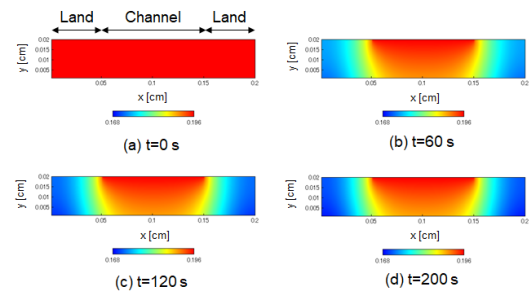 Land Channel Land
y [cm]
0.02
0.015
0.01
0.005
0.05 0.1 0.15 0.2
x [cm]
0.168 0.196
(a) t=0 s
y [cm]
0.02
0.015
0.01
0.005
0.05 0.1 0.15 0.2
x [cm]
0.168 0.196
(b) t=60 s
y [cm]
0.02
0.015
0.01
0.005
0.05 0.1 0.15 0.2
x [cm]
0.168 0.196
(c) t=120 s
y [cm]
0.02
0.015
0.01
0.005
0.05 0.1 0.15 0.2
x [cm]
0.168 0.196
(d) t=200 s